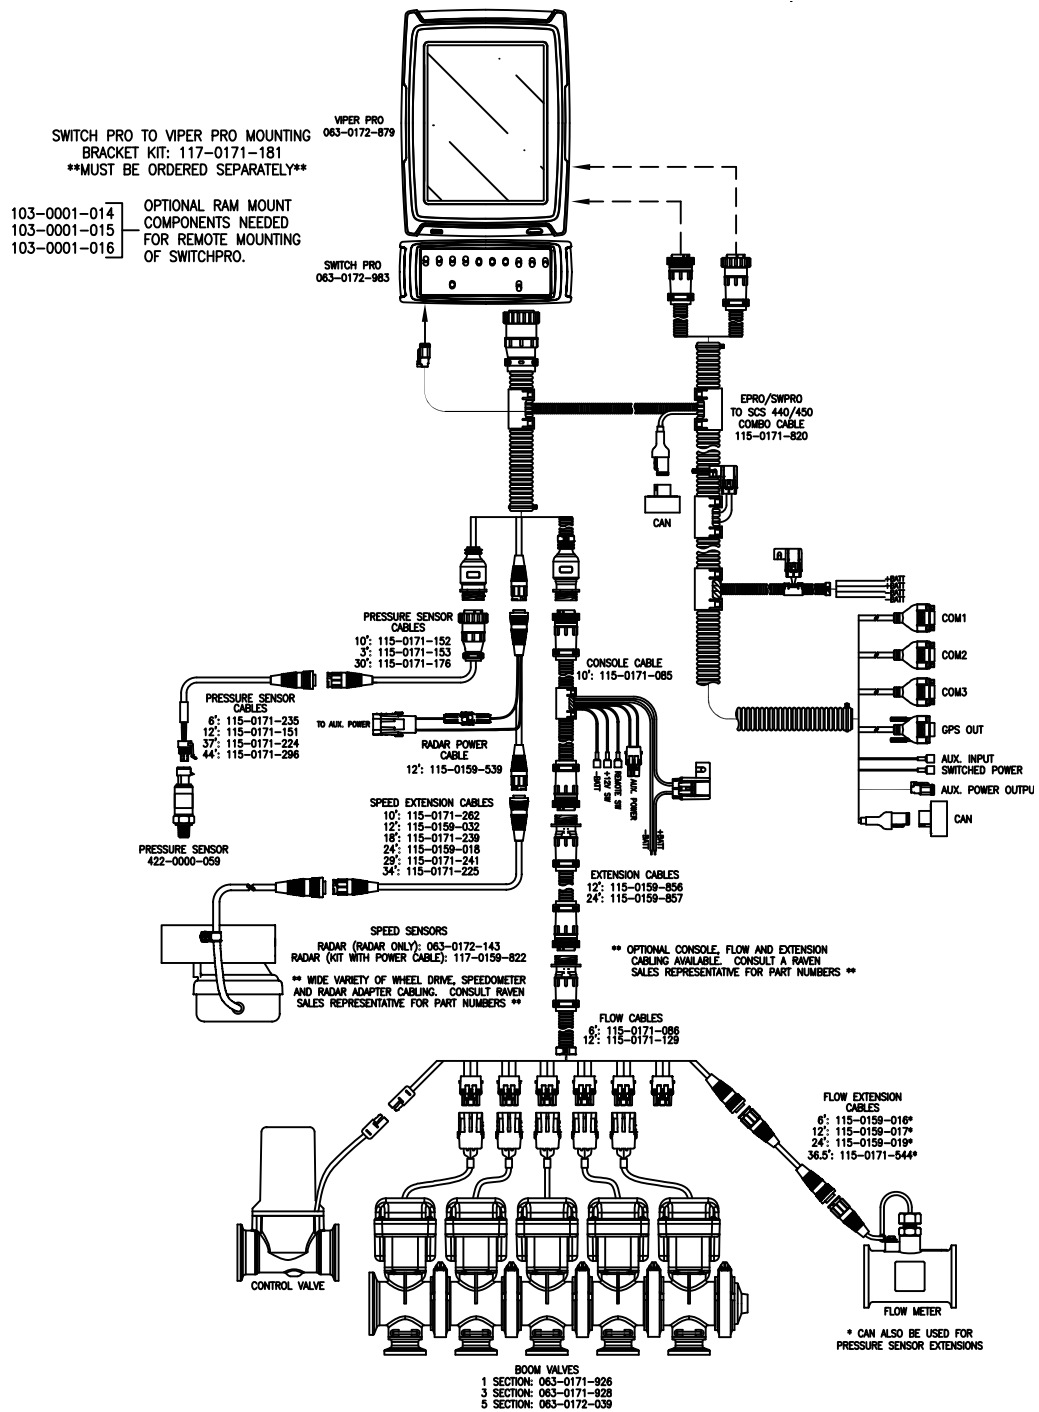 VIPER PRO
063-0172-879
SWITCH PRO TO VIPER PRO MOUNTING
BRACKET KIT: 117-0171-181
**MUST BE ORDERED SEPARATELY**
103-0001-014
103-0001-015
103-0001-016
OPTIONAL RAM MOUNT
COMPONENTS NEEDED
FOR REMOTE MOUNTING
OF SWITCHPRO.
SWITCH PRO
063-0172-983
EPRO/SWPRO
TO SCS 440/450
COMBO CABLE
115-0171-820
CAN
A
+BATT
-BATT
COM1
COM2
COM3
GPS OUT
AUX. INPUT
SWITCHED POWER
AUX. POWER OUTPU
CAN
PRESSURE SENSOR
CABLES
10': 115-0171-152
3': 115-0171-153
30': 115-0171-176
PRESSURE SENSOR
CABLES
6': 115-0171-235
12': 115-0171-151
37': 115-0171-224
44': 115-0171-296
PRESSURE SENSOR
422-0000-059
TO AUX. POWER
RADAR POWER
CABLE
12': 115-0159-539
CONSOLE CABLE
10': 115-0171-085
-BATT
+12V SW
REMOTE SW
AUX. POWER
-BATT
+BATT
A
SPEED EXTENSION CABLES
10': 115-0171-262
12': 115-0159-032
18': 115-0171-239
24': 115-0159-018
29': 115-0171-241
34': 115-0171-225
EXTENSION CABLES
12': 115-0159-856
24': 115-0159-857
SPEED SENSORS
RADAR (RADAR ONLY): 063-0172-143
RADAR (KIT WITH POWER CABLE): 117-0159-822
** WIDE VARIETY OF WHEEL DRIVE, SPEEDOMETER
AND RADAR ADAPTER CABLING. CONSULT RAVEN
SALES REPRESENTATIVE FOR PART NUMBERS **
** OPTIONAL CONSOLE, FLOW AND EXTENSION
CABLING AVAILABLE. CONSULT A RAVEN
SALES REPRESENTATIVE FOR PART NUMBERS **
FLOW CABLES
6': 115-0171-086
12': 115-0171-129
FLOW EXTENSION
CABLES
6': 115-0159-016*
12': 115-0159-017*
24': 115-0159-019*
36.5': 115-0171-544*
CONTROL VALVE
FLOW METER
* CAN ALSO BE USED FOR
PRESSURE SENSOR EXTENSIONS
BOOM VALVES
1 SECTION: 063-0171-926
3 SECTION: 063-0171-928
5 SECTION: 063-0172-039